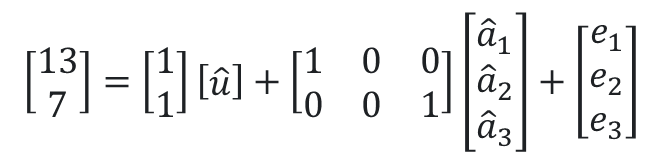 [13 7] = [1 1] [û] + [1 0 0 0 0 1] [â₁ â₂ â₃] + [e₁ e₂ e₃]